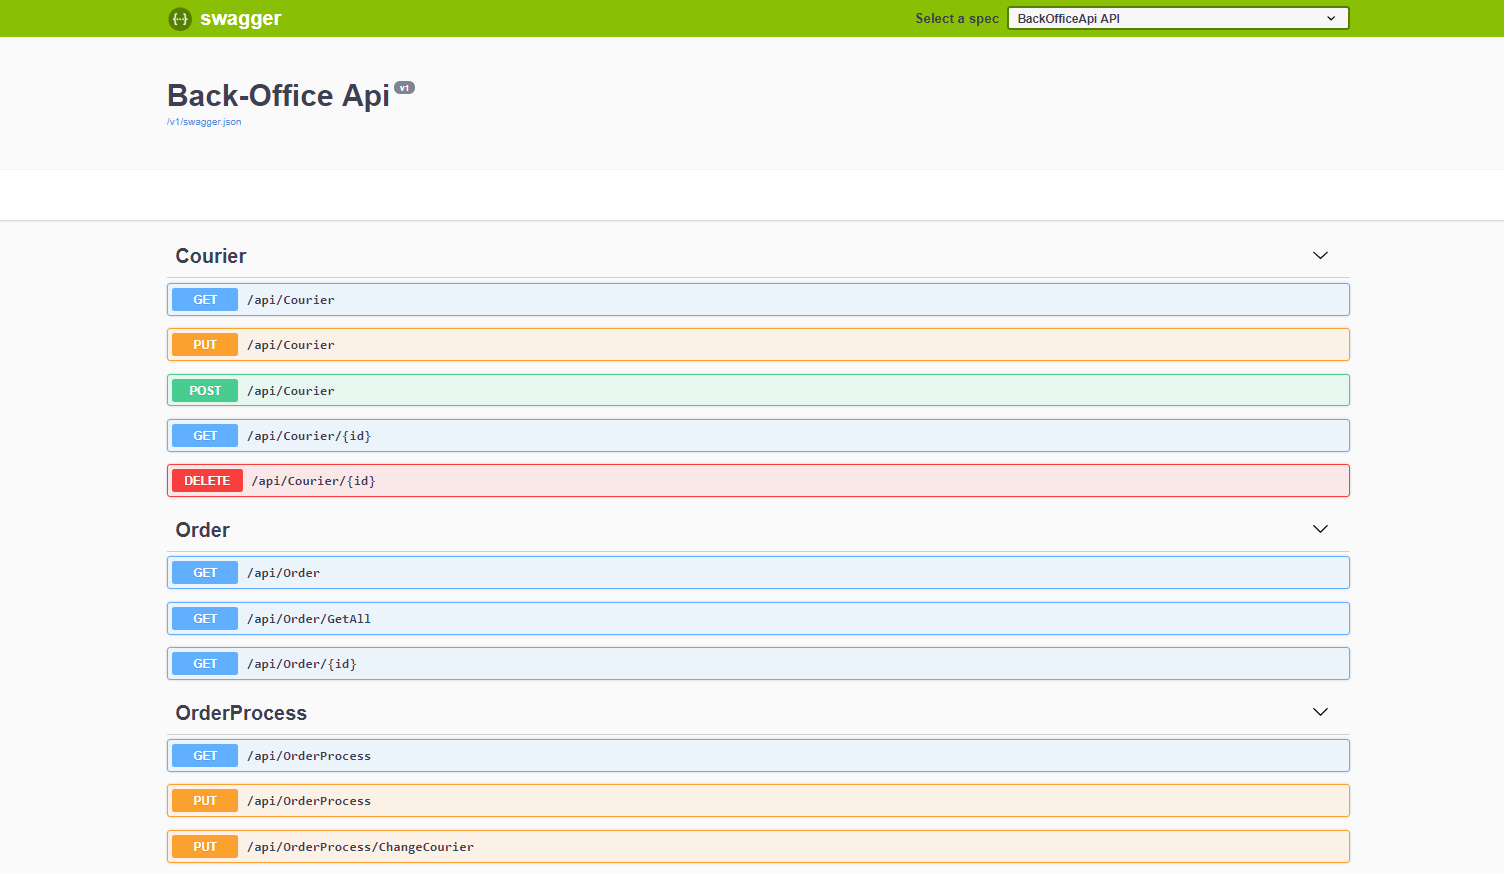 swagger
Select a spec BackOfficeApi API
Back-Office Api v1
/v1/swagger.json
Courier
GET /api/Courier
PUT /api/Courier
POST /api/Courier
GET /api/Courier/{id}
DELETE /api/Courier/{id}
Order
GET /api/Order
GET /api/Order/GetAll
GET /api/Order/{id}
OrderProcess
GET /api/OrderProcess
PUT /api/OrderProcess
PUT /api/OrderProcess/ChangeCourier